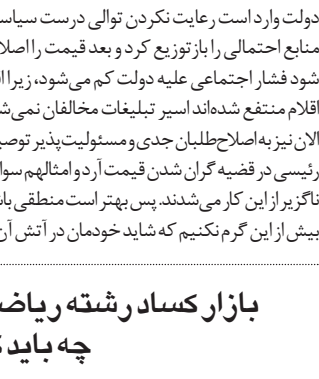 دولت وارد است رعایت نکردن توالی درست سیاس
منابع احتمالی را بازتوزیع کرد و بعد قیمت را اصلا
شود فشار اجتماعی علیه دولت کم می‌شود، زیرا ا
اقلام منتفع شده‌اند اسیر تبلیغات مخالفان نمی‌ش
الان نیز به اصلاح‌طلبان جدی و مسئولیت‌پذیر توصی
رئیسی در قضیه گران شدن قیمت آرد و امثالهم سوا
ناگزیر از این کار می‌شدند. پس بهتر است منطقی با
بیش از این گرم نکنیم که شاید خودمان در آتش آن
بازار کساد رشته ریاض
چه باید